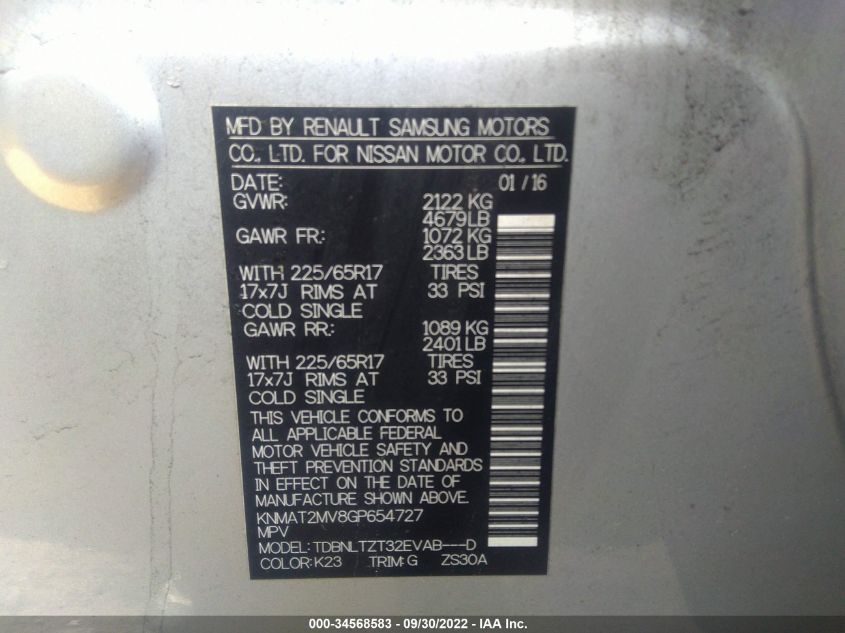 MFD BY RENAULT SAMSUNG MOTORS
CO., LTD. FOR NISSAN MOTOR CO., LTD.
DATE: 01 / 16
GVWR: 2122 KG
4679 LB
GAWR FR.: 1072 KG
2363 LB
WITH 225/65R17 TIRES
17x7J RIMS AT 33 PSI
COLD SINGLE
GAWR RR.: 1089 KG
2401 LB
WITH 225/65R17 TIRES
17x7J RIMS AT 33 PSI
COLD SINGLE
THIS VEHICLE CONFORMS TO
ALL APPLICABLE FEDERAL
MOTOR VEHICLE SAFETY AND
THEFT PREVENTION STANDARDS
IN EFFECT ON THE DATE OF
MANUFACTURE SHOWN ABOVE.
KNMAT2MV8GP654727
MPV
MODEL: TDBNLTZT32EVAB---D
COLOR: K23 TRIM: G ZS30A
000-34568583 - 09/30/2022 - IAA Inc.